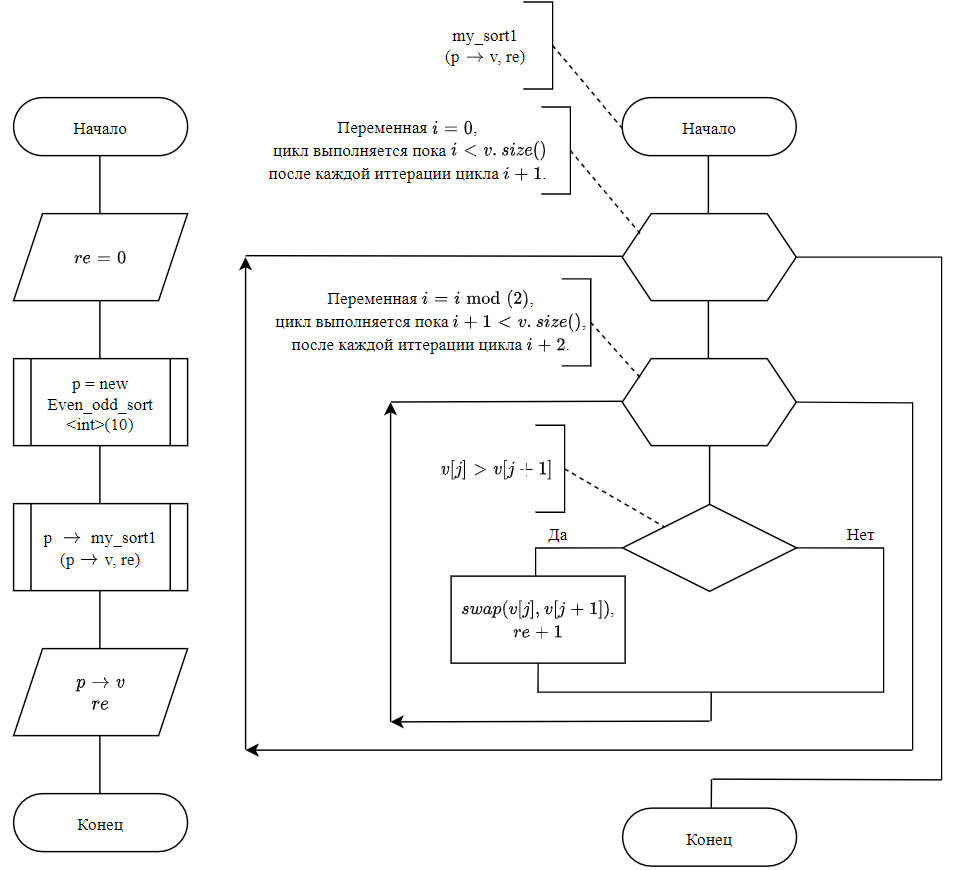 Начало
re = 0
p = new
Even_odd_sort
<int>(10)
p → my_sort1
(p → v, re)
p → v
re
Конец
my_sort1
(p → v, re)
Начало
Переменная i = 0,
цикл выполняется пока i < v. size()
после каждой иттерации цикла i + 1.
Переменная i = i mod (2),
цикл выполняется пока i + 1 < v. size(),
после каждой иттерации цикла i + 2.
v[j] > v[j + 1]
Да
Нет
swap(v[j], v[j + 1]),
re + 1
Конец